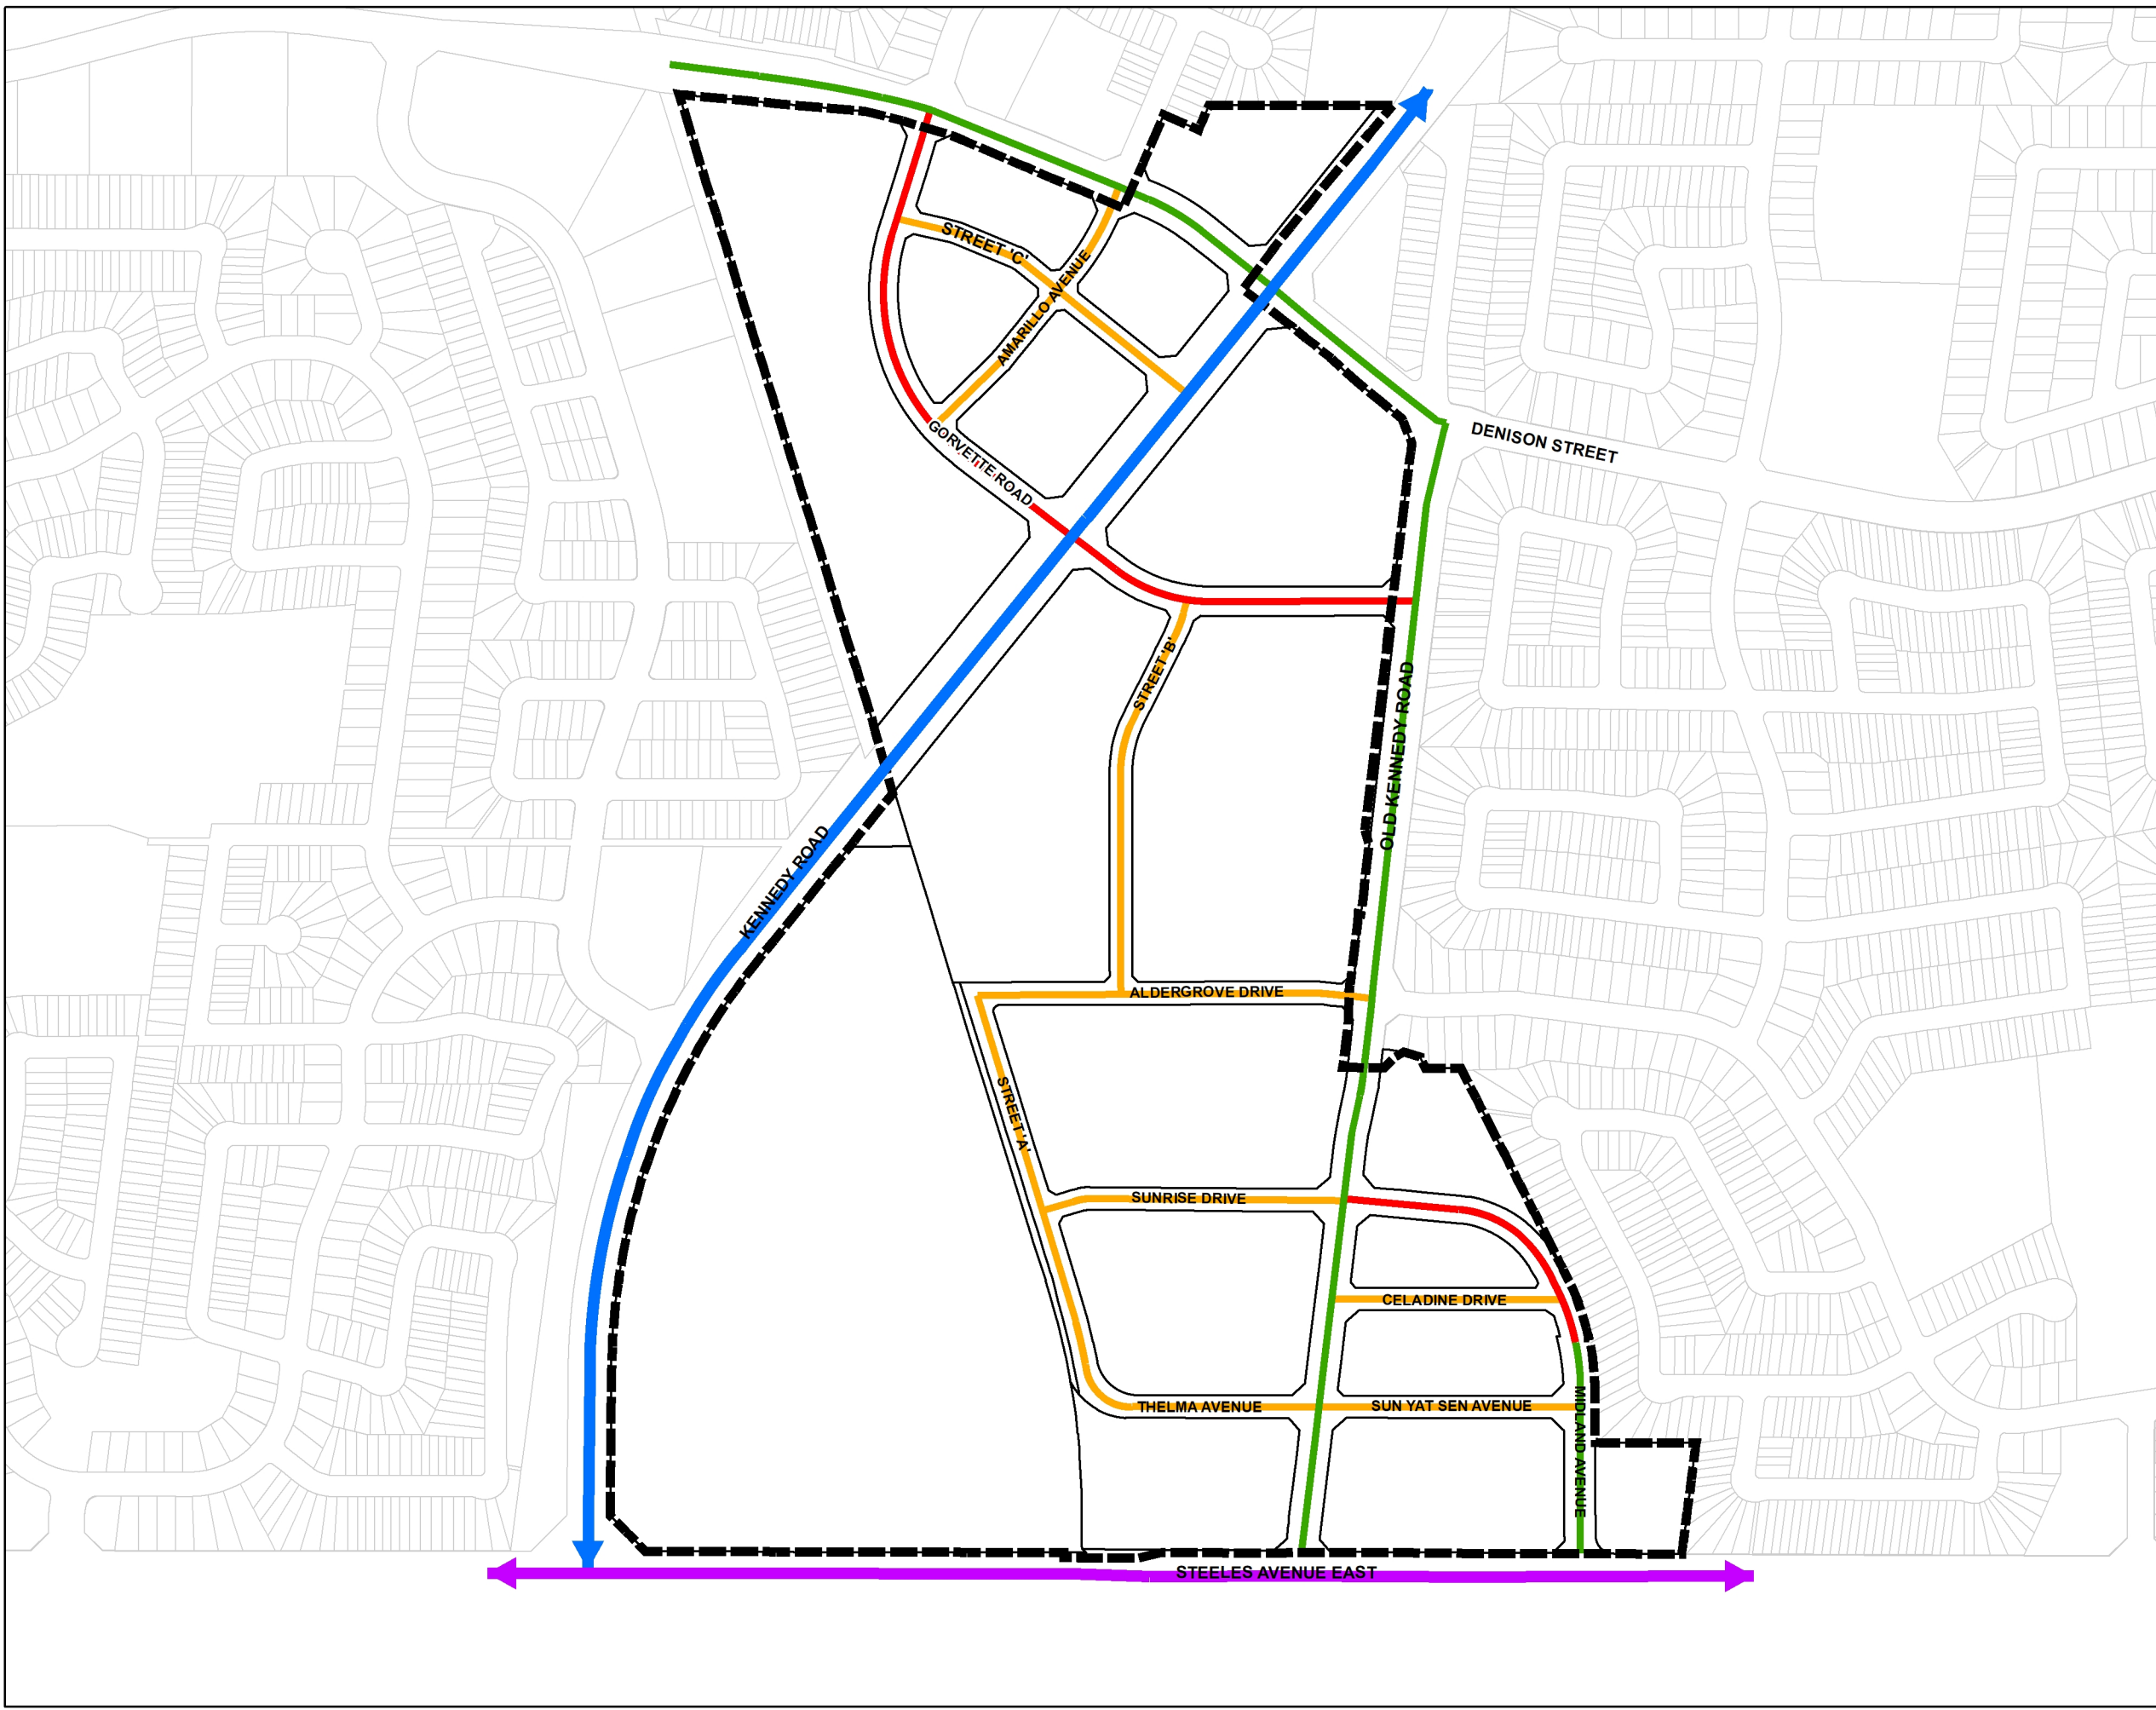 STREET 'C'
AMARILLO AVENUE
GORVETTE ROAD
DENISON STREET
STREET 'B'
OLD KENNEDY ROAD
KENNEDY ROAD
ALDERGROVE DRIVE
STREET 'A'
SUNRISE DRIVE
CELADINE DRIVE
THELMA AVENUE
SUN YAT SEN AVENUE
MIDLAND AVENUE
STEELES AVENUE EAST